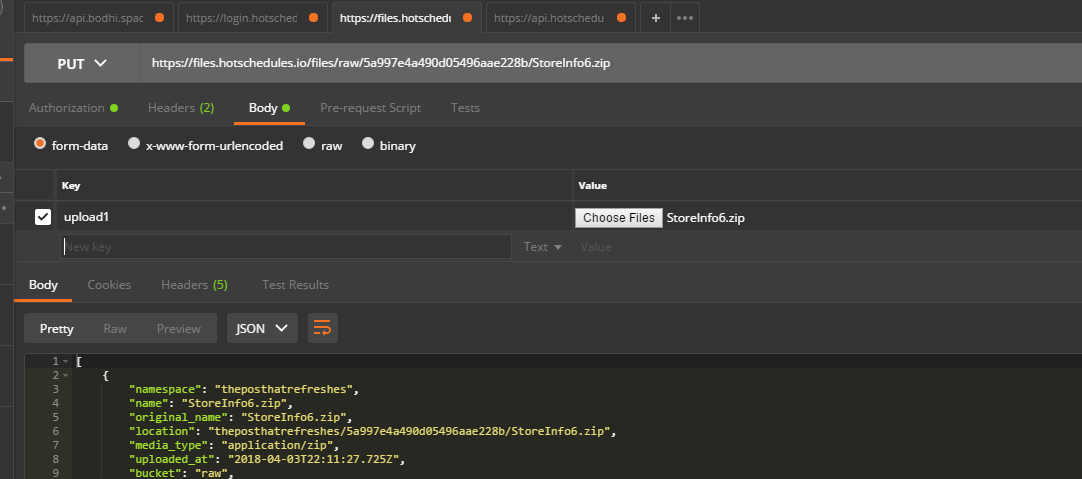 https://api.bodhi.spac https://login.hotsched https://files.hotschedu https://api.hotschedu
PUT https://files.hotschedules.io/files/raw/5a997e4a490d05496aae228b/StoreInfo6.zip
Authorization Headers (2) Body Pre-request Script Tests
form-data x-www-form-urlencoded raw binary
Key Value
upload1 Choose Files StoreInfo6.zip
New key Text Value
Body Cookies Headers (5) Test Results
Pretty Raw Preview JSON
1 [
2 {
3 "namespace": "theposthatrefreshes",
4 "name": "StoreInfo6.zip",
5 "original_name": "StoreInfo6.zip",
6 "location": "theposthatrefreshes/5a997e4a490d05496aae228b/StoreInfo6.zip",
7 "media_type": "application/zip",
8 "uploaded_at": "2018-04-03T22:11:27.725Z",
9 "bucket": "raw",